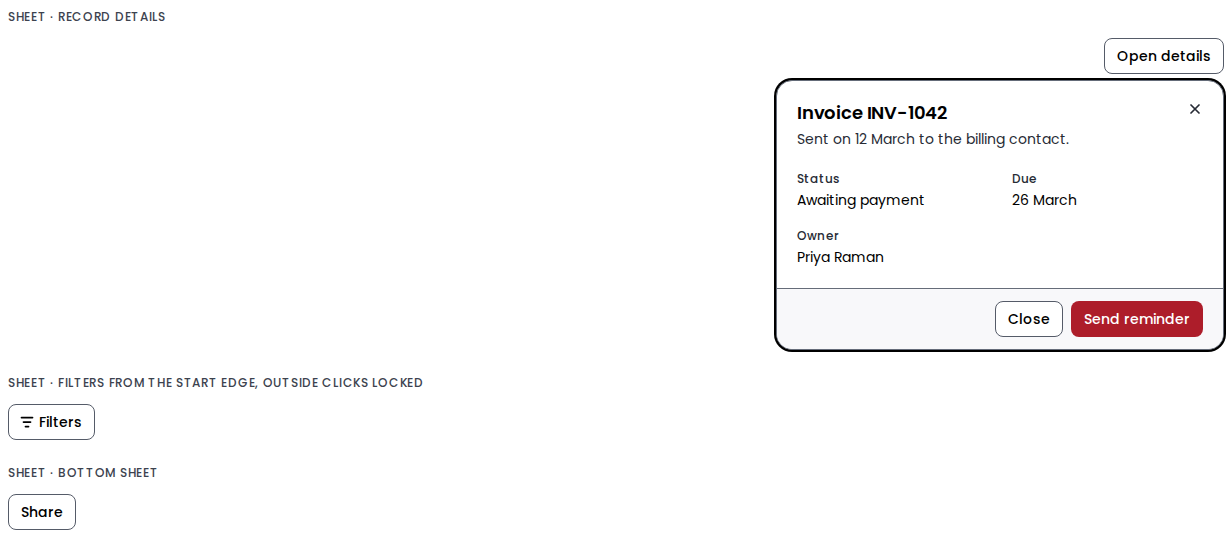 SHEET · RECORD DETAILS
Open details
Invoice INV-1042
Sent on 12 March to the billing contact.
Status
Due
Awaiting payment
26 March
Owner
Priya Raman
Close
Send reminder
SHEET · FILTERS FROM THE START EDGE, OUTSIDE CLICKS LOCKED
Filters
SHEET · BOTTOM SHEET
Share